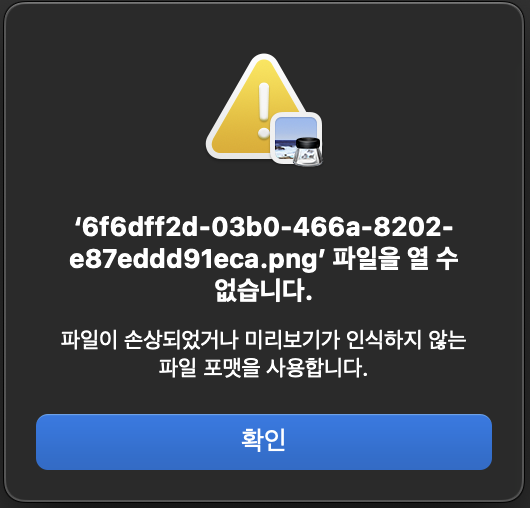 ‘6f6dff2d-03b0-466a-8202-
e87eddd91eca.png’ 파일을 열 수
없습니다.
파일이 손상되었거나 미리보기가 인식하지 않는
파일 포맷을 사용합니다.
확인